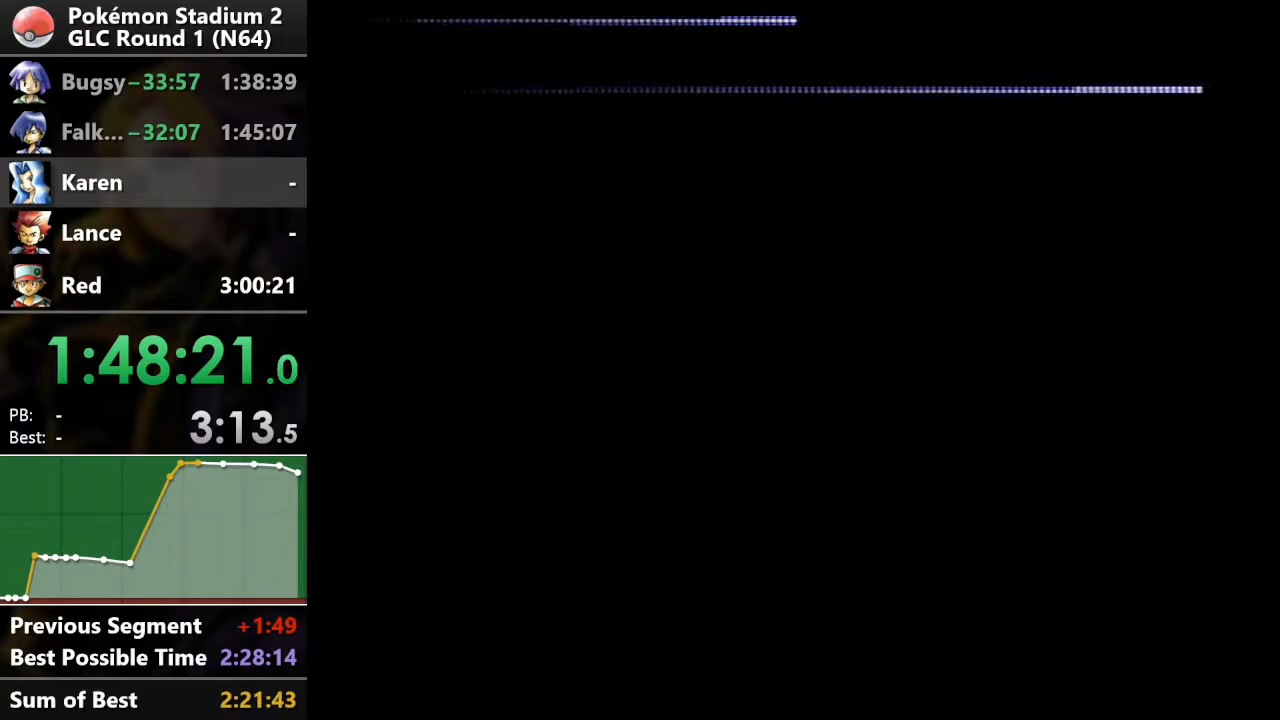 Pokémon Stadium 2
GLC Round 1 (N64)
Bugsy −33:57 1:38:39
Falk... −32:07 1:45:07
Karen -
Lance -
Red 3:00:21
1:48:21.0
PB: - 3:13.5
Best: -
Previous Segment +1:49
Best Possible Time 2:28:14
Sum of Best 2:21:43